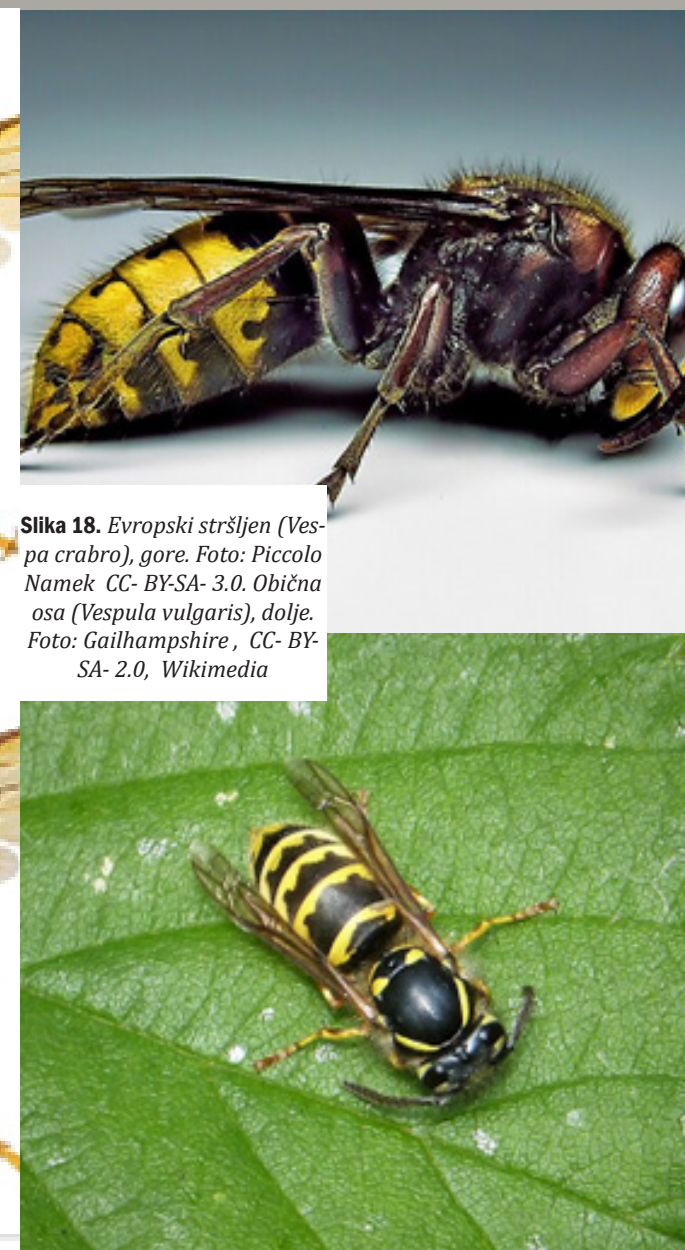 Slika 18. Evropski stršljen (Ves-
pa crabro), gore. Foto: Piccolo
Namek  CC- BY-SA- 3.0. Obična
osa (Vespula vulgaris), dolje.
Foto: Gailhampshire ,  CC- BY-
SA- 2.0,  Wikimedia